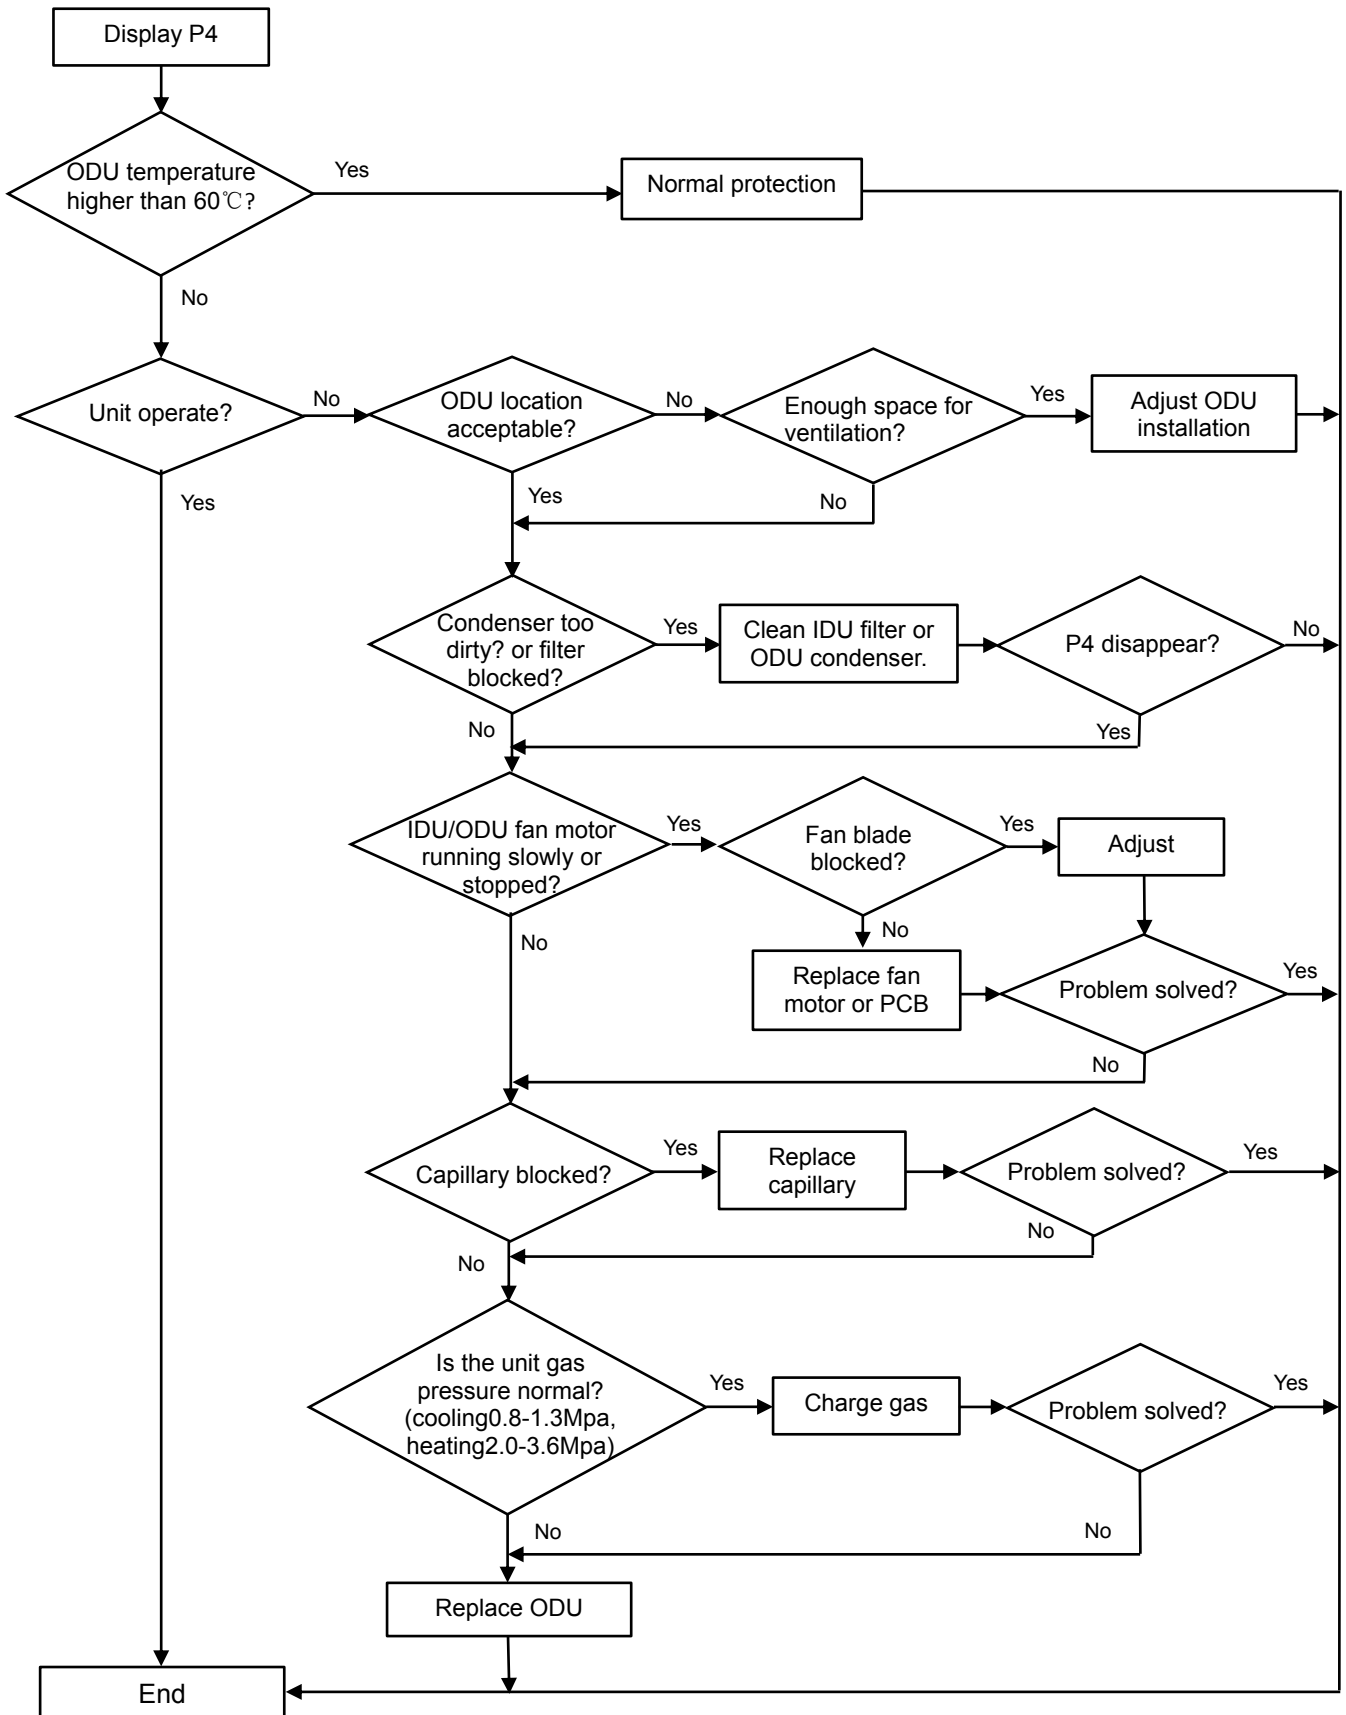 Display P4
ODU temperature
higher than 60℃?
Yes
Normal protection
No
Unit operate?
No
ODU location
acceptable?
No
Enough space for
ventilation?
Yes
Adjust ODU
installation
Yes
Yes
No
Condenser too
dirty? or filter
blocked?
Yes
Clean IDU filter or
ODU condenser.
P4 disappear?
No
No
Yes
IDU/ODU fan motor
running slowly or
stopped?
Yes
Fan blade
blocked?
Yes
Adjust
No
No
Replace fan
motor or PCB
Problem solved?
Yes
No
Capillary blocked?
Yes
Replace
capillary
Problem solved?
Yes
No
No
Is the unit gas
pressure normal?
(cooling0.8-1.3Mpa,
heating2.0-3.6Mpa)
Yes
Charge gas
Problem solved?
Yes
No
No
Replace ODU
End